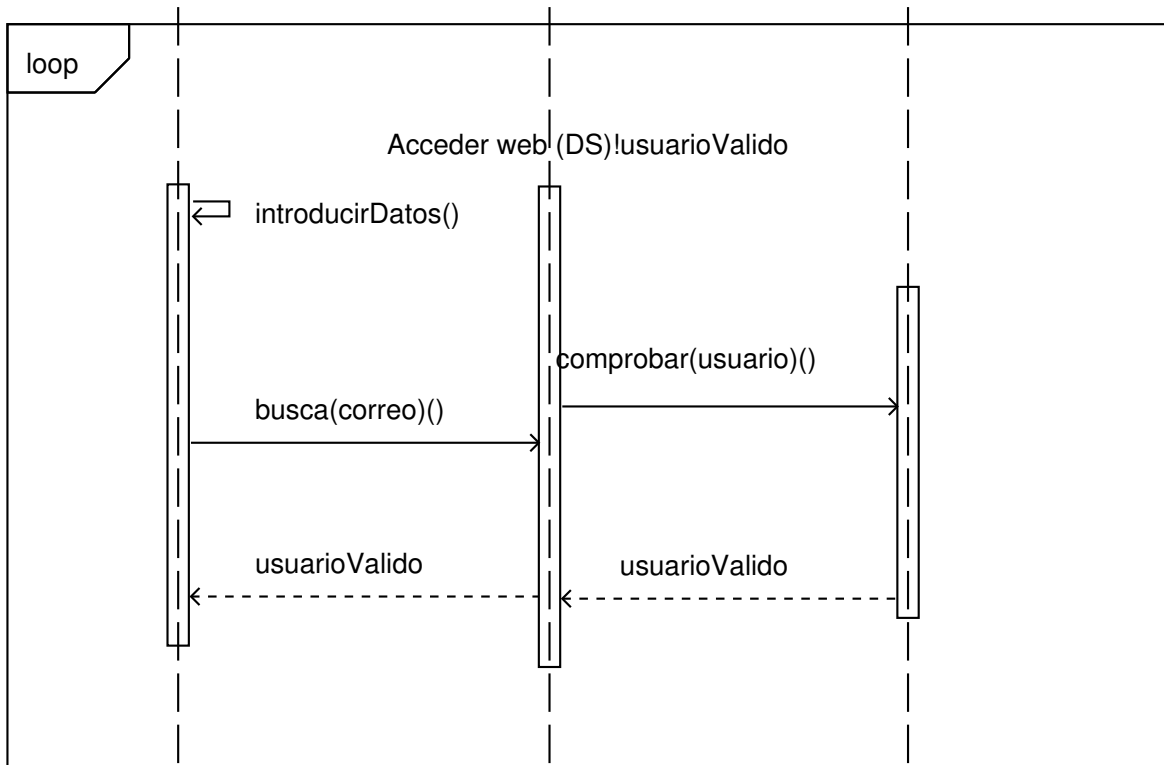 loop
Acceder web (DS)!usuarioValido
introducirDatos()
comprobar(usuario)()
busca(correo)()
usuarioValido
usuarioValido